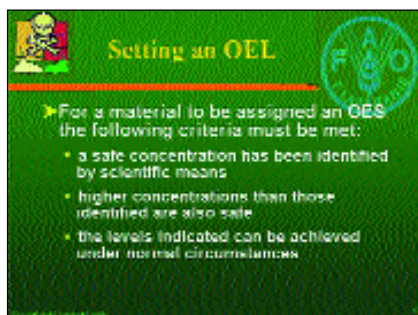 Setting an OEL
F A O
For a material to be assigned an OES
the following criteria must be met:
a safe concentration has been identified
by scientific means
higher concentrations than those
identified are also safe
the levels indicated can be achieved
under normal circumstances